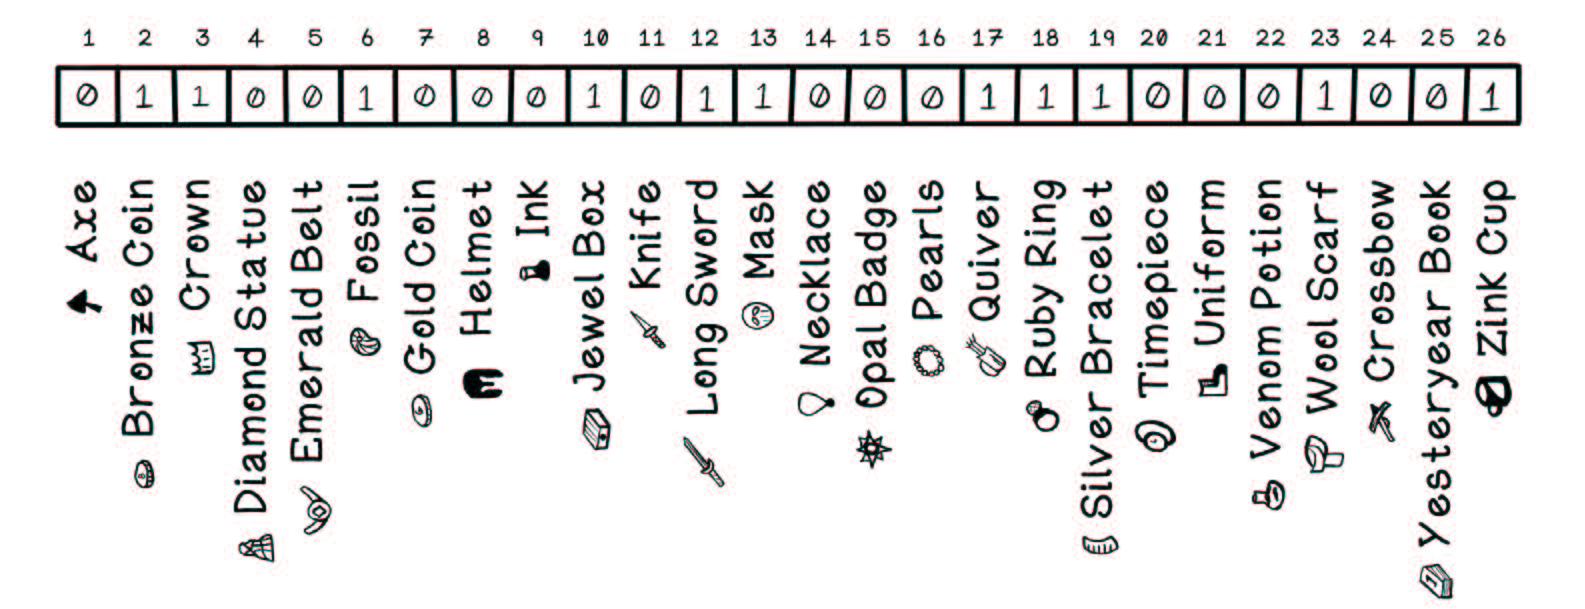 1 2 3 4 5 6 7 8 9 10 11 12 13 14 15 16 17 18 19 20 21 22 23 24 25 26
0 1 1 0 0 1 0 0 0 1 0 1 1 0 0 0 1 1 1 0 0 0 1 0 0 1
Axe
Bronze Coin
Crown
Diamond Statue
Emerald Belt
Fossil
Gold Coin
Helmet
Ink
Jewel Box
Knife
Long Sword
Mask
Necklace
Opal Badge
Pearls
Quiver
Ruby Ring
Silver Bracelet
Timepiece
Uniform
Venom Potion
Wool Scarf
Crossbow
Yesteryear Book
Zink Cup